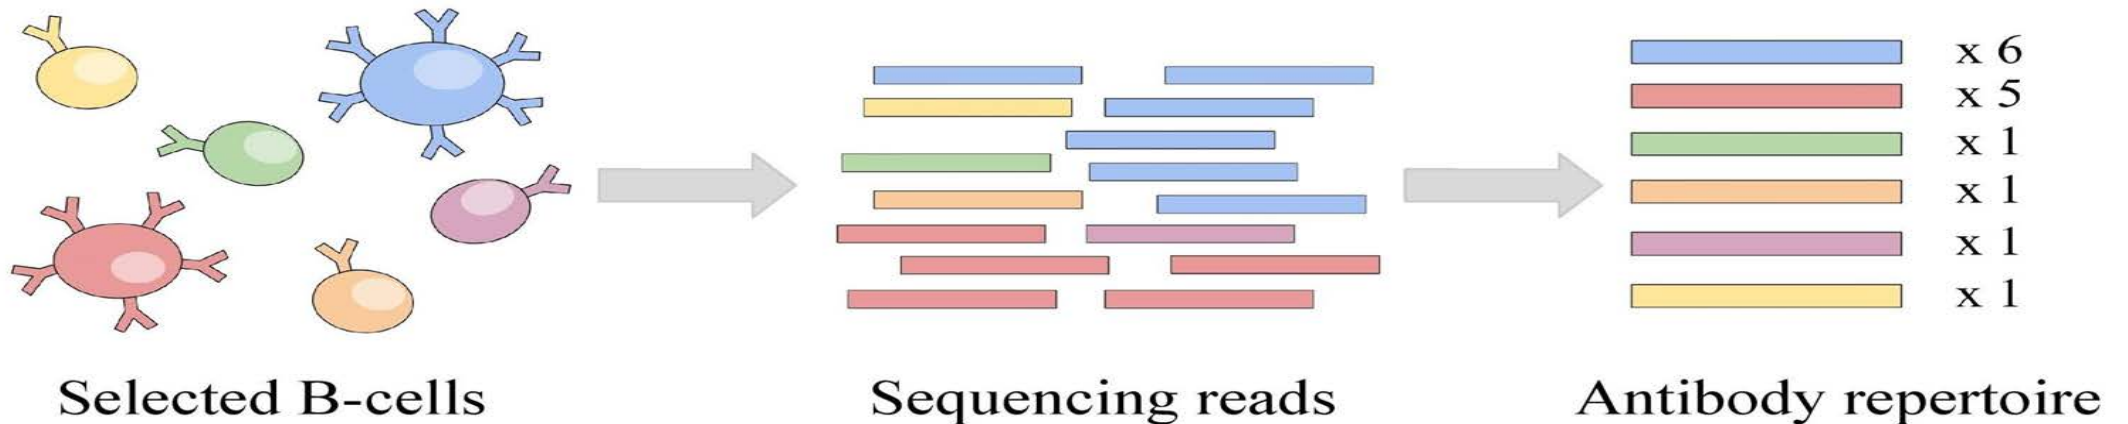 x 6
x 5
x 1
x 1
x 1
x 1
Selected B-cells
Sequencing reads
Antibody repertoire